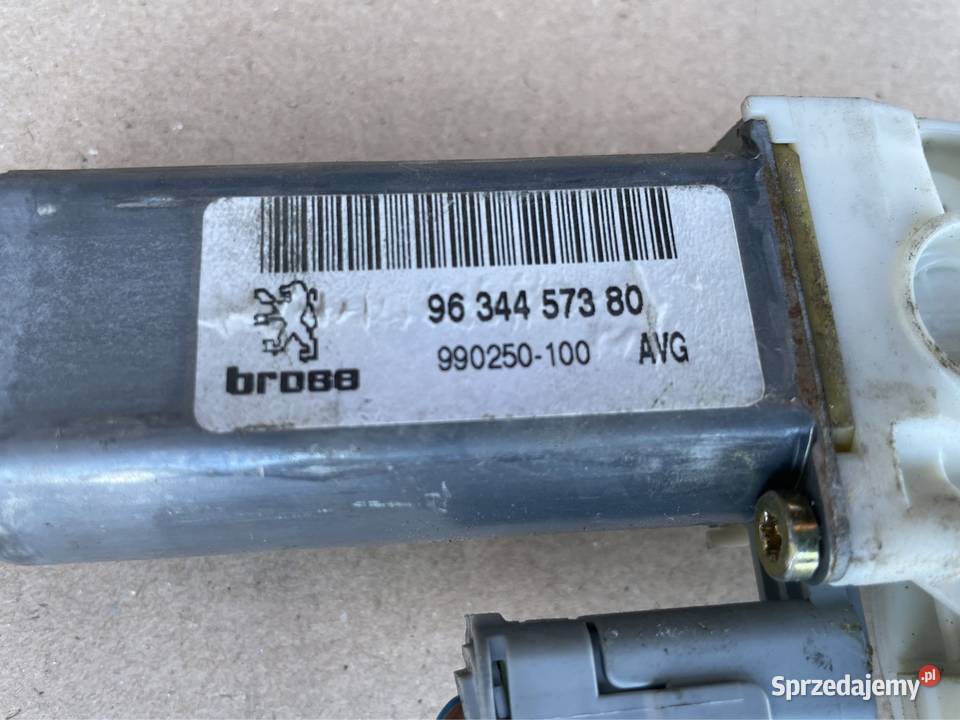 96 344 573 80
990250-100 AVG
brose
Sprzedajemy.pl